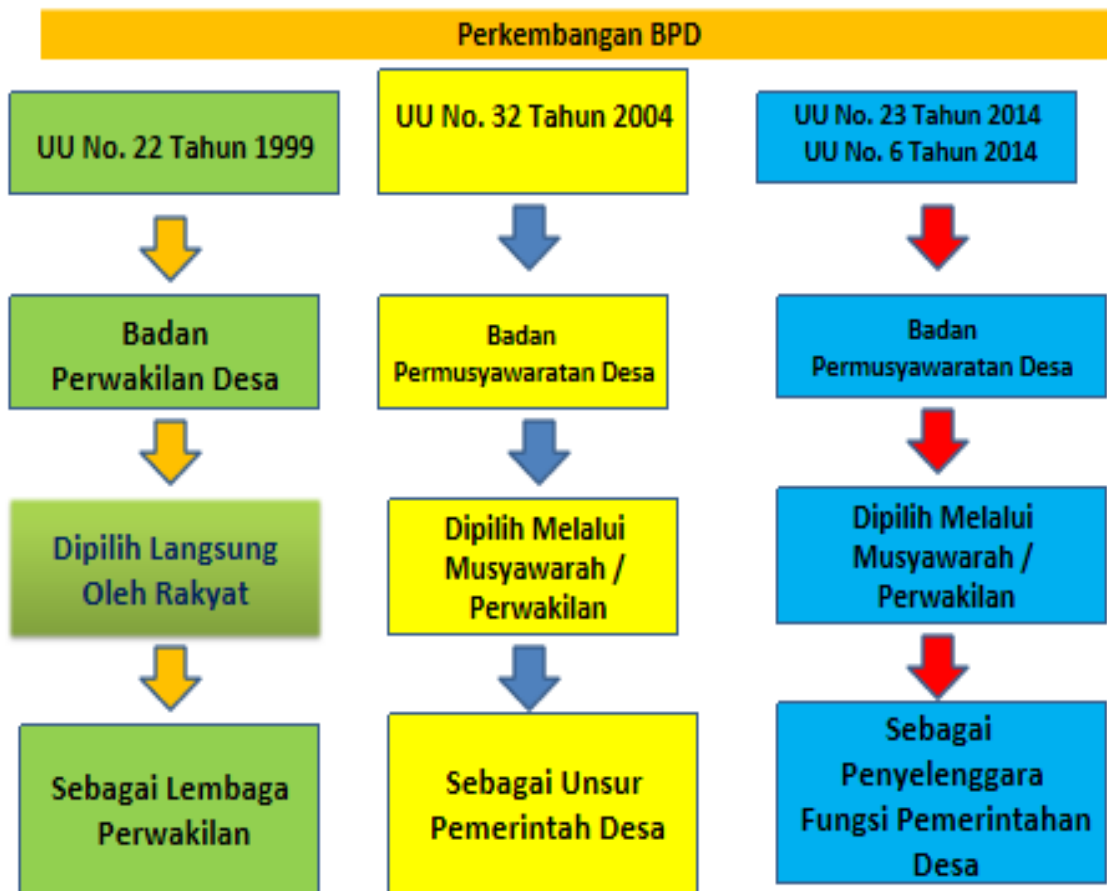 Perkembangan BPD
UU No. 22 Tahun 1999
Badan
Perwakilan Desa
Dipilih Langsung
Oleh Rakyat
Sebagai Lembaga
Perwakilan
UU No. 32 Tahun 2004
Badan
Permusyawaratan Desa
Dipilih Melalui
Musyawarah /
Perwakilan
Sebagai Unsur
Pemerintah Desa
UU No. 23 Tahun 2014
UU No. 6 Tahun 2014
Badan
Permusyawaratan Desa
Dipilih Melalui
Musyawarah /
Perwakilan
Sebagai
Penyelenggara
Fungsi Pemerintahan
Desa